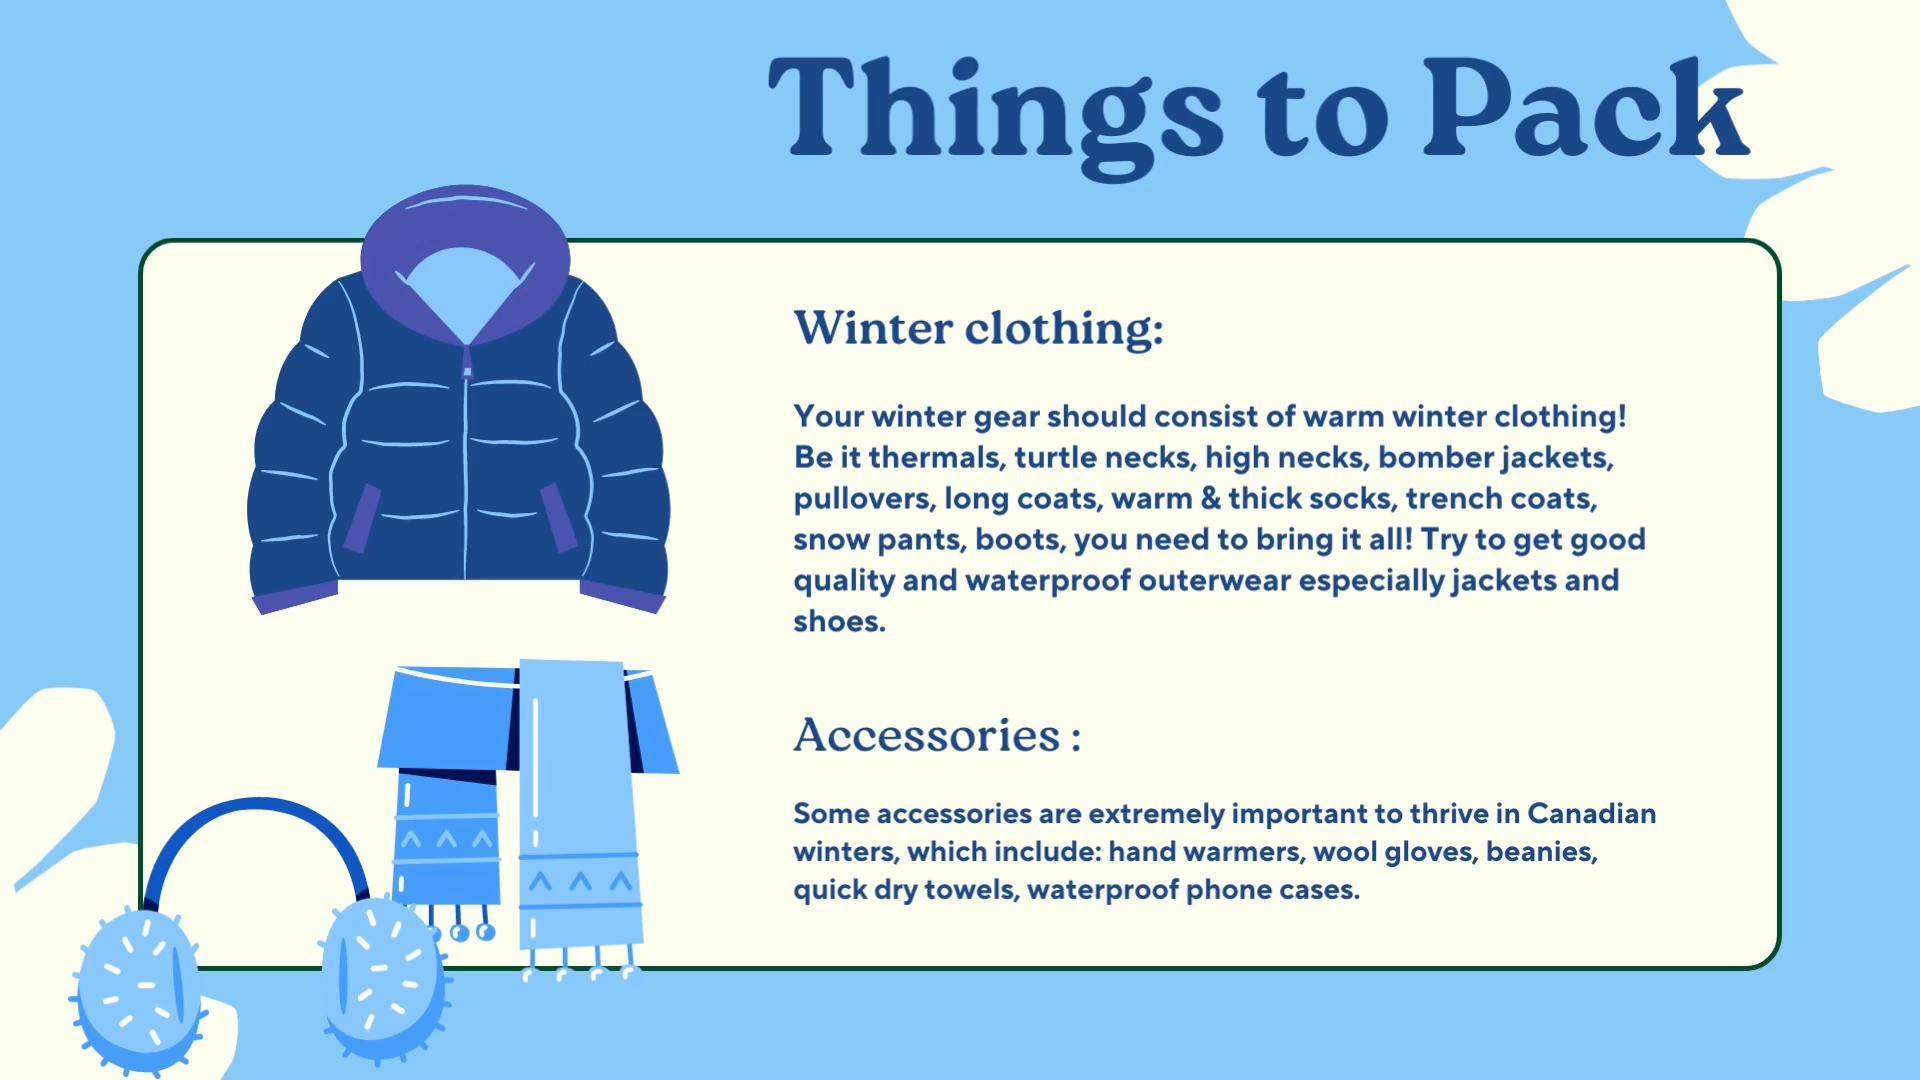 Things to Pack
Winter clothing:
Your winter gear should consist of warm winter clothing!
Be it thermals, turtle necks, high necks, bomber jackets,
pullovers, long coats, warm & thick socks, trench coats,
snow pants, boots, you need to bring it all! Try to get good
quality and waterproof outerwear especially jackets and
shoes.
Accessories :
Some accessories are extremely important to thrive in Canadian
winters, which include: hand warmers, wool gloves, beanies,
quick dry towels, waterproof phone cases.